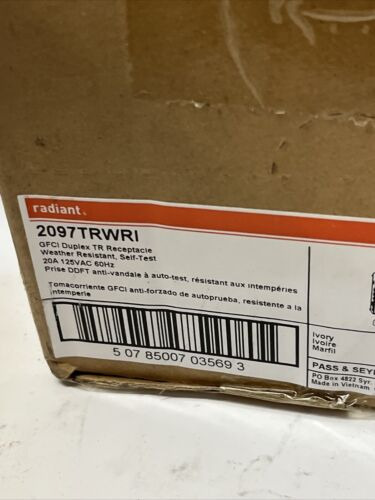 radiant.
2097TRWRI
GFCI Duplex TR Receptacle
Weather Resistant, Self-Test
20A 125VAC 60Hz
Prise DDFT anti-vandale à auto-test, résistant aux intempéries
Tomacorriente GFCI anti-forzado de autoprueba, resistente a la
intemperie
5 07 85007 03569 3
Ivory
Ivoire
Marfil
PASS & SEY
PO Box 4822 Syr
Made in Vietnam